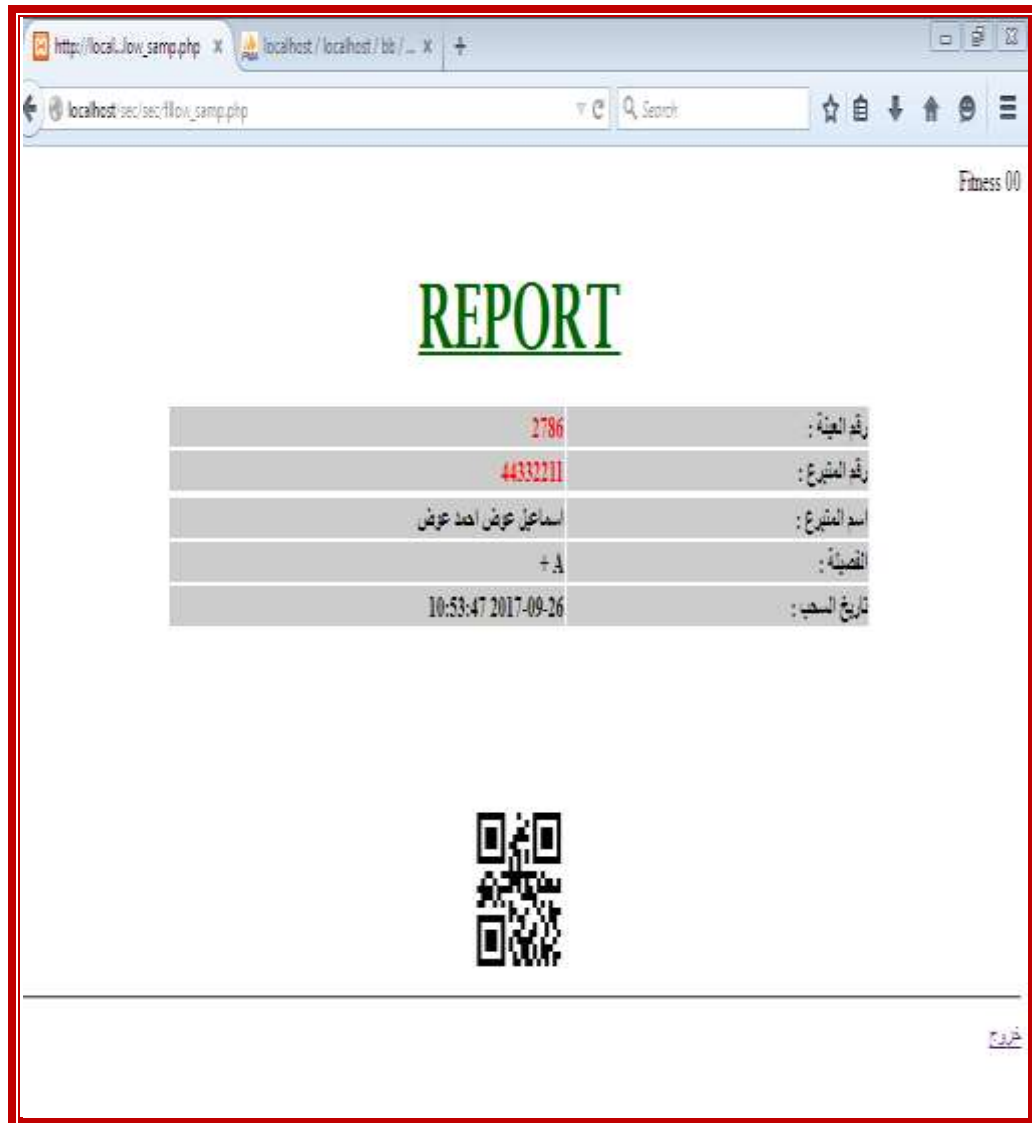 http://local...low_samp.php x localhost / localhost / bb / ... x +
localhost/sec/sec/fllow_samp.php Search
Fitness 00
REPORT
رقم العينة : 2786
رقم المتبرع : 44332211
اسم المتبرع : اسماعيل عوض احمد عوض
الفصيلة : A +
تاريخ السحب : 2017-09-26 10:53:47
خروج